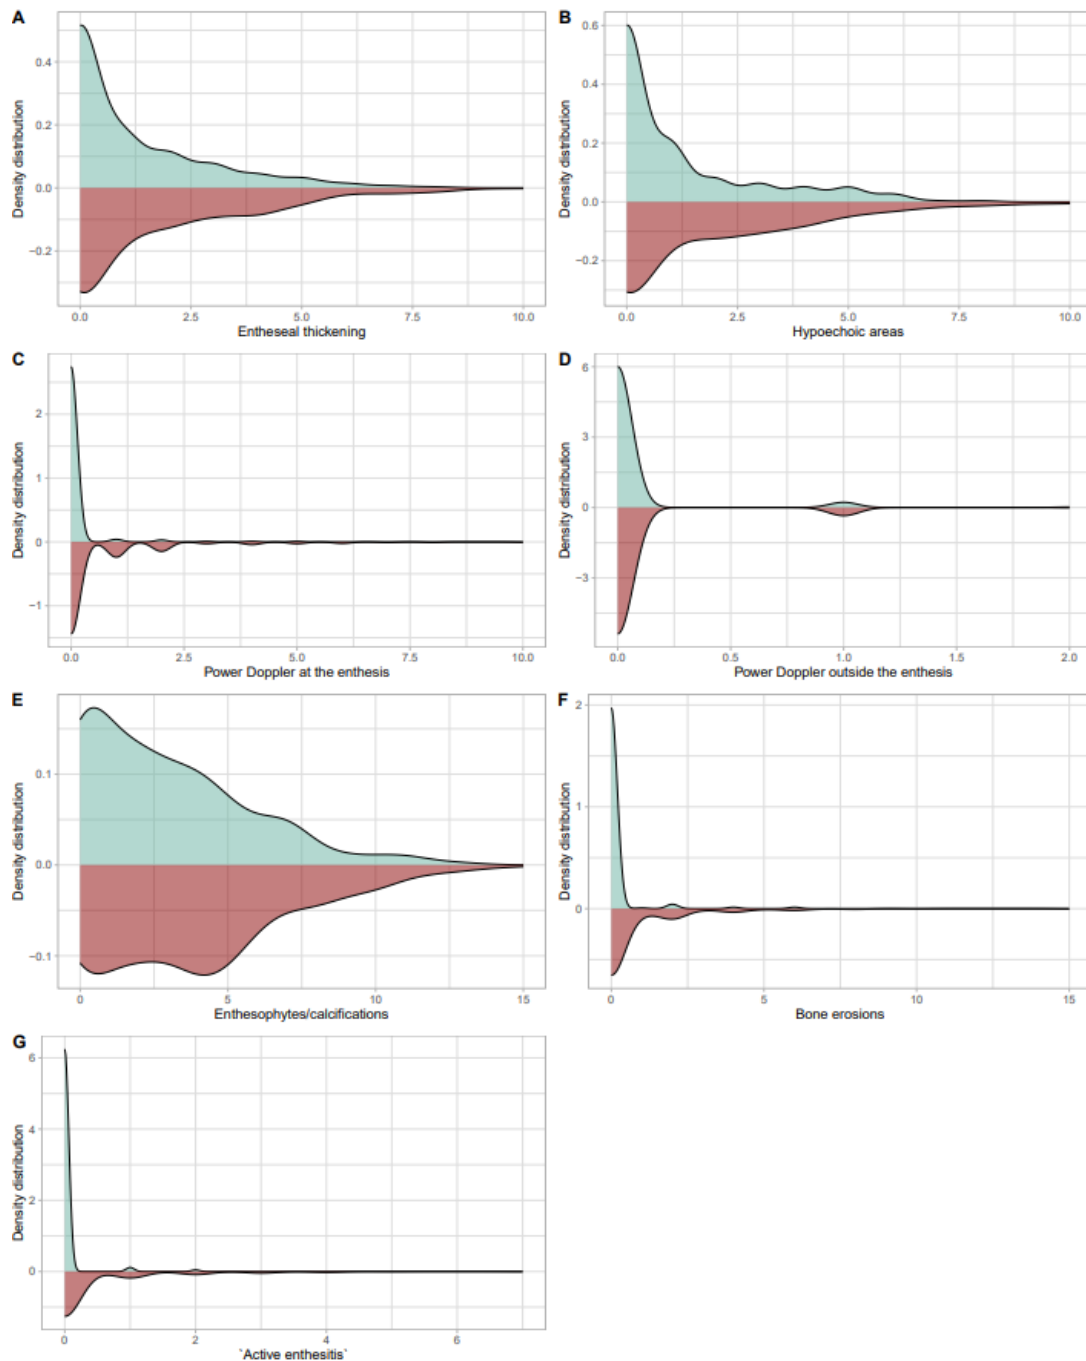 A
Density distribution
0.4
0.2
0.0
−0.2
0.0 2.5 5.0 7.5 10.0
Entheseal thickening
B
Density distribution
0.6
0.4
0.2
0.0
−0.2
0.0 2.5 5.0 7.5 10.0
Hypoechoic areas
C
Density distribution
2
1
0
−1
0.0 2.5 5.0 7.5 10.0
Power Doppler at the enthesis
D
Density distribution
6
3
0
−3
0.0 0.5 1.0 1.5 2.0
Power Doppler outside the enthesis
E
Density distribution
0.1
0.0
−0.1
0 5 10 15
Enthesophytes/calcifications
F
Density distribution
2
1
0
0 5 10 15
Bone erosions
G
Density distribution
6
4
2
0
0 2 4 6
`Active enthesitis`